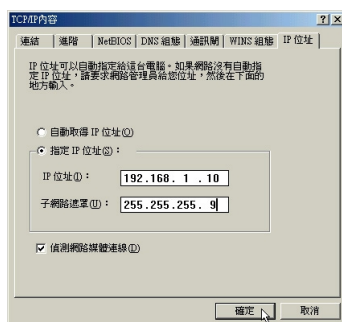 TCP/IP內容
連結 進階 NetBIOS DNS 組態 通訊閘 WINS 組態 IP 位址
IP 位址可以自動指定給這台電腦。如果網路沒有自動指
定 IP 位址，請要求網路管理員給您位址，然後在下面的
地方輸入。
自動取得 IP 位址(O)
指定 IP 位址(S)：
IP 位址(I)： 192.168. 1 .10
子網路遮罩(U)： 255.255.255. 9
偵測網路媒體連線(D)
確定 取消